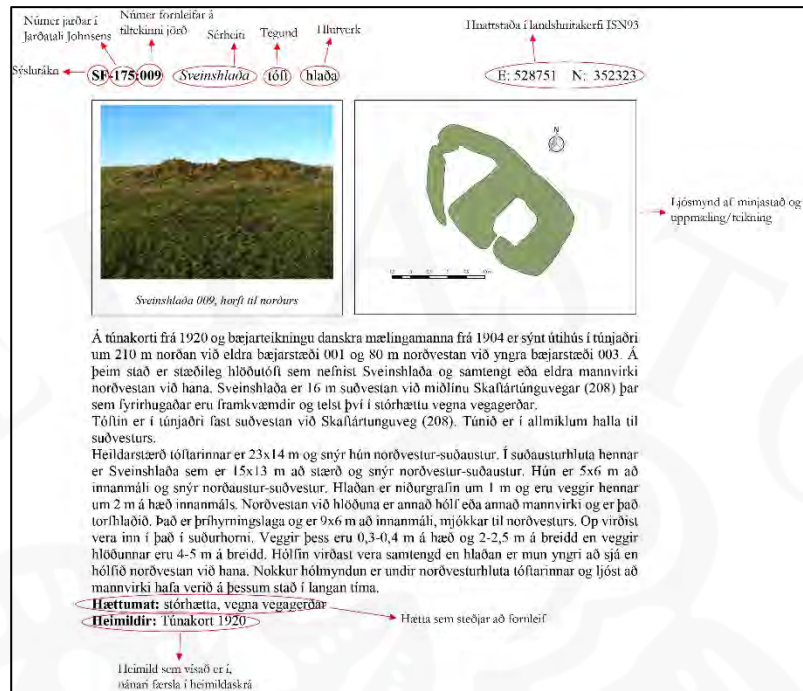 Númer jarðar í
Jarðatali Johnsens
Númer fornleifar á
tiltekinni jörð
Sérheiti
Tegund
Hlutverk
Hnattstaða í landshnitakerfi ISN93
Sýslutákn
SF-175:009 Sveinshlaða tóft hlaða E: 528751 N: 352323
N
Ljósmynd af minjastað og
uppmæling/teikning
Sveinshlaða 009, horft til norðurs
Á túnakorti frá 1920 og bæjarteikningu danskra mælingamanna frá 1904 er sýnt útihús í túnjaðri
um 210 m norðan við eldra bæjarstæði 001 og 80 m norðvestan við yngra bæjarstæði 003. Á
þeim stað er stæðileg hlöðutóft sem nefnist Sveinshlaða og samtengt eða eldra mannvirki
norðvestan við hana. Sveinshlaða er 16 m suðvestan við miðlínu Skaftártunguvegar (208) þar
sem fyrirhugaðar eru framkvæmdir og telst því í stórhættu vegna vegagerðar.
Tóftin er í túnjaðri fast suðvestan við Skaftártunguveg (208). Túnið er í allmiklum halla til
suðvesturs.
Heildarstærð tóftarinnar er 23x14 m og snýr hún norðvestur-suðaustur. Í suðausturhluta hennar
er Sveinshlaða sem er 15x13 m að stærð og snýr norðvestur-suðaustur. Hún er 5x6 m að
innanmáli og snýr norðaustur-suðvestur. Hlaðan er niðurgrafin um 1 m og eru veggir hennar
um 2 m á hæð innanmáls. Norðvestan við hlöðuna er annað hólf eða annað mannvirki og er það
torfhlaðið. Það er þríhyrningslaga og er 9x6 m að innanmáli, mjókkar til norðvesturs. Op virðist
vera inn í það í suðurhorni. Veggir þess eru 0,3-0,4 m á hæð og 2-2,5 m á breidd en veggir
hlöðunnar eru 4-5 m á breidd. Hólfin virðast vera samtengd en hlaðan er mun yngri að sjá en
hólfið norðvestan við hana. Nokkur hólmyndun er undir norðvesturhluta tóftarinnar og ljóst að
mannvirki hafa verið á þessum stað í langan tíma.
Hættumat: stórhætta, vegna vegagerðar
Heimildir: Túnakort 1920
Hætta sem steðjar að fornleif
Heimild sem vísað er í,
nánari færsla í heimildaskrá